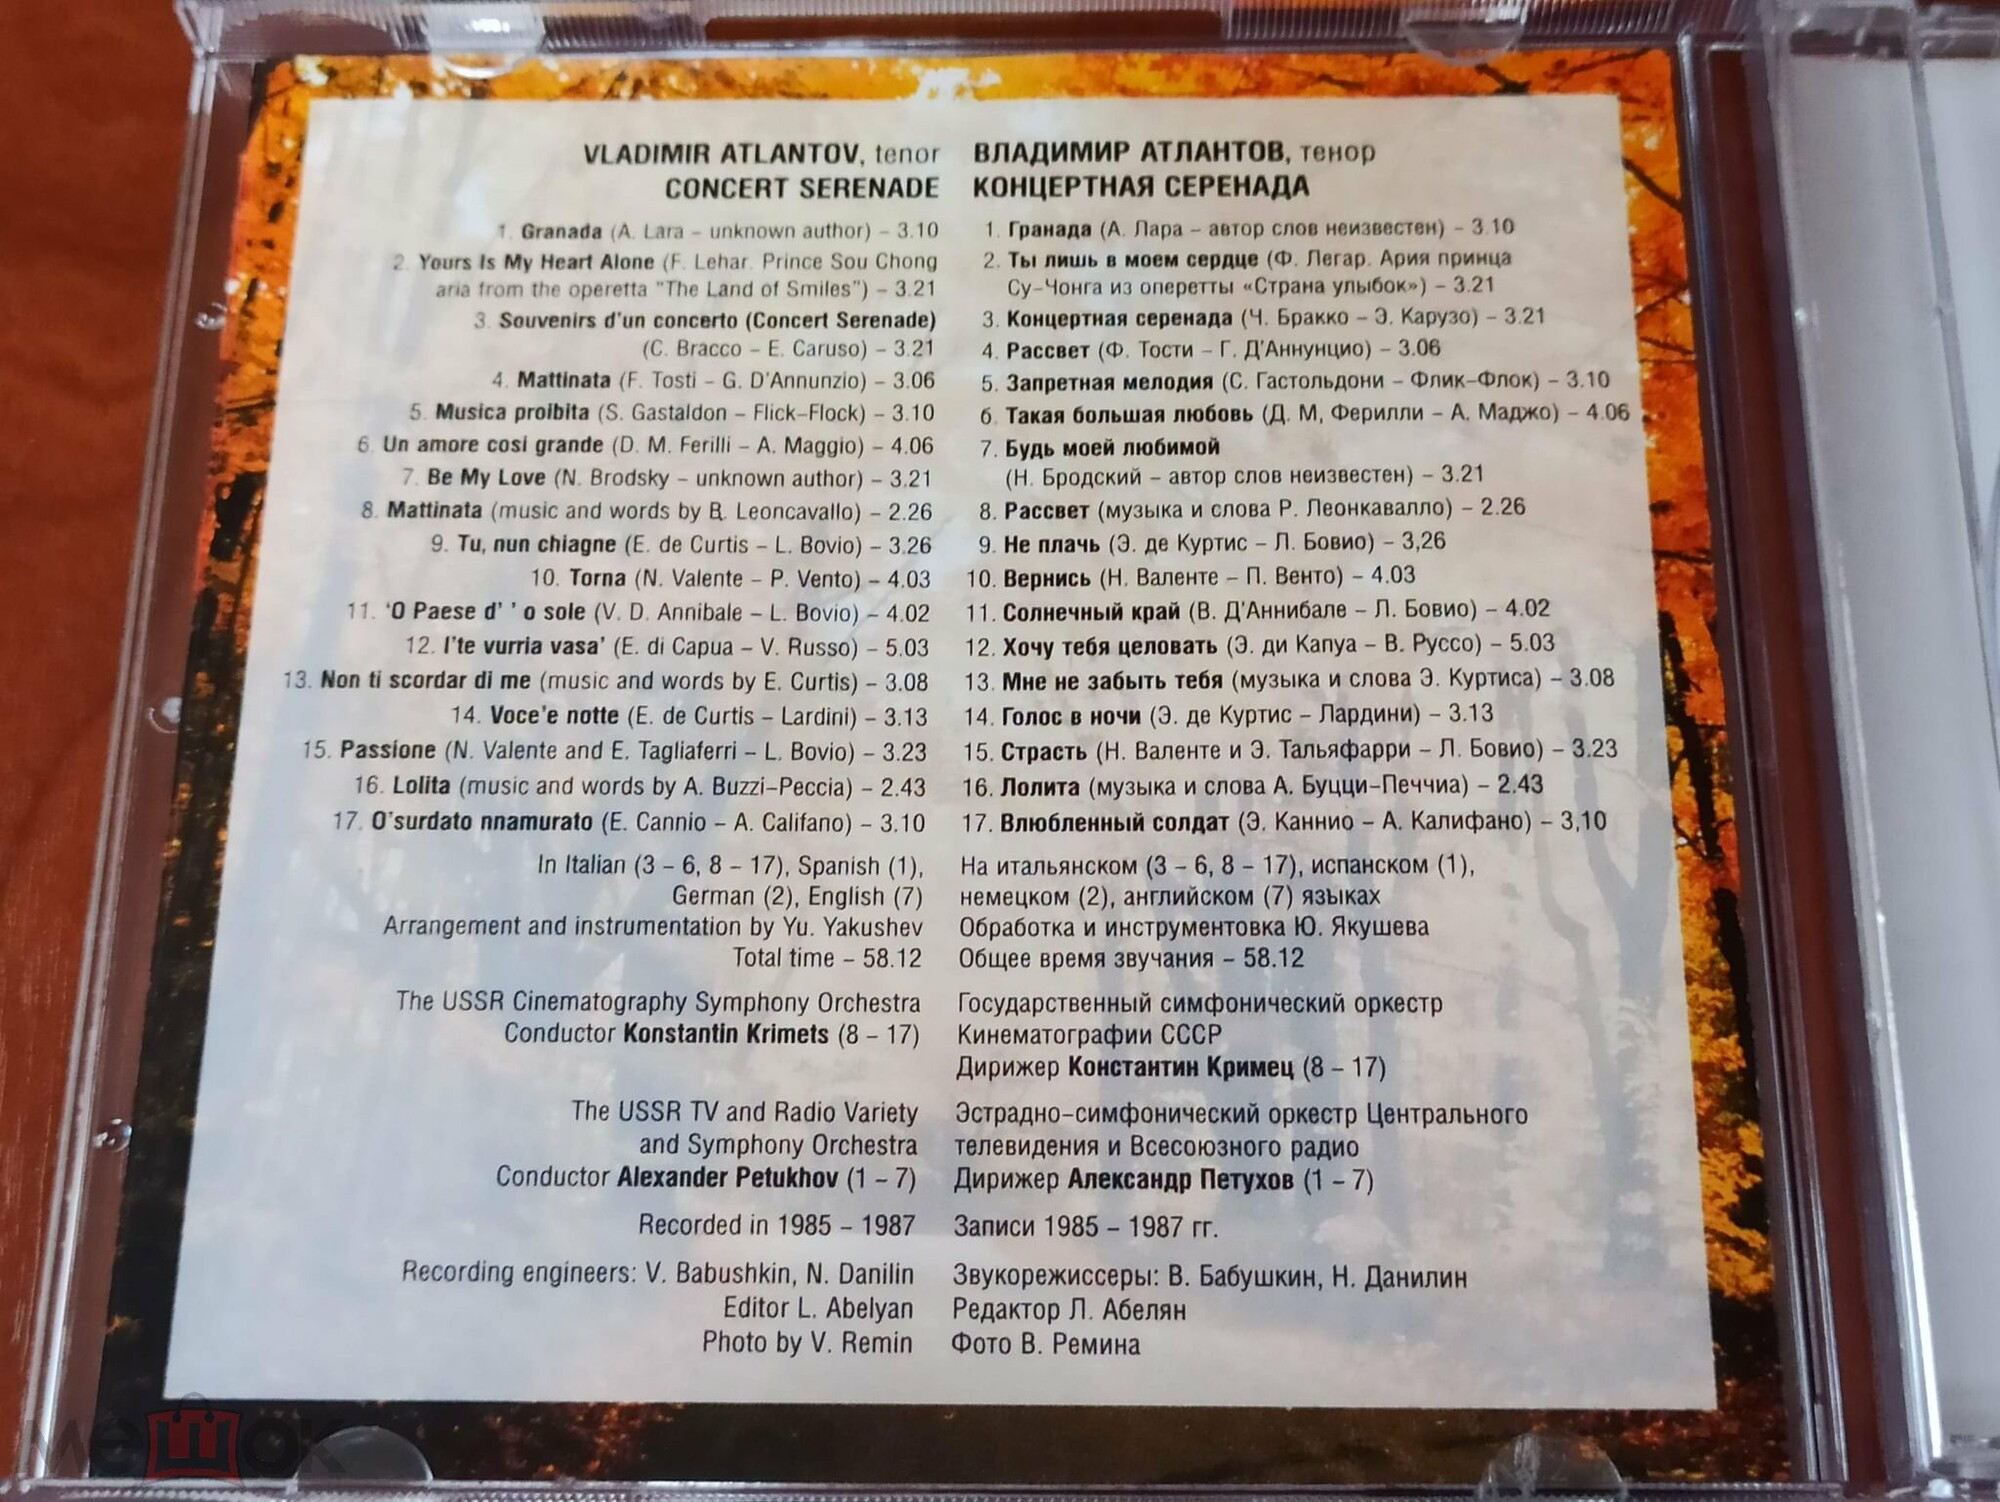 VLADIMIR ATLANTOV, tenor
CONCERT SERENADE
1. Granada (A. Lara – unknown author) – 3.10
2. Yours Is My Heart Alone (F. Lehar. Prince Sou Chong
aria from the operetta "The Land of Smiles") – 3.21
3. Souvenirs d'un concerto (Concert Serenade)
(C. Bracco – E. Caruso) – 3.21
4. Mattinata (F. Tosti – G. D'Annunzio) – 3.06
5. Musica proibita (S. Gastaldon – Flick-Flock) – 3.10
6. Un amore cosi grande (D. M. Ferilli – A. Maggio) – 4.06
7. Be My Love (N. Brodsky – unknown author) – 3.21
8. Mattinata (music and words by R. Leoncavallo) – 2.26
9. Tu, nun chiagne (E. de Curtis – L. Bovio) – 3.26
10. Torna (N. Valente – P. Vento) – 4.03
11. 'O Paese d' ' o sole (V. D. Annibale – L. Bovio) – 4.02
12. I'te vurria vasa' (E. di Capua – V. Russo) – 5.03
13. Non ti scordar di me (music and words by E. Curtis) – 3.08
14. Voce'e notte (E. de Curtis – Lardini) – 3.13
15. Passione (N. Valente and E. Tagliaferri – L. Bovio) – 3.23
16. Lolita (music and words by A. Buzzi-Peccia) – 2.43
17. O'surdato nnamurato (E. Cannio – A. Califano) – 3.10
In Italian (3 – 6, 8 – 17), Spanish (1),
German (2), English (7)
Arrangement and instrumentation by Yu. Yakushev
Total time – 58.12
The USSR Cinematography Symphony Orchestra
Conductor Konstantin Krimets (8 – 17)
The USSR TV and Radio Variety
and Symphony Orchestra
Conductor Alexander Petukhov (1 – 7)
Recorded in 1985 – 1987
Recording engineers: V. Babushkin, N. Danilin
Editor L. Abelyan
Photo by V. Remin
ВЛАДИМИР АТЛАНТОВ, тенор
КОНЦЕРТНАЯ СЕРЕНАДА
1. Гранада (А. Лара – автор слов неизвестен) – 3.10
2. Ты лишь в моем сердце (Ф. Легар. Ария принца
Су-Чонга из оперетты «Страна улыбок») – 3.21
3. Концертная серенада (Ч. Бракко – Э. Карузо) – 3.21
4. Рассвет (Ф. Тости – Г. Д'Аннунцио) – 3.06
5. Запретная мелодия (С. Гастольдони – Флик-Флок) – 3.10
6. Такая большая любовь (Д. М, Ферилли – А. Маджо) – 4.06
7. Будь моей любимой
(Н. Бродский – автор слов неизвестен) – 3.21
8. Рассвет (музыка и слова Р. Леонкавалло) – 2.26
9. Не плачь (Э. де Куртис – Л. Бовио) – 3,26
10. Вернись (Н. Валенте – П. Венто) – 4.03
11. Солнечный край (В. Д'Аннибале – Л. Бовио) – 4.02
12. Хочу тебя целовать (Э. ди Капуа – В. Руссо) – 5.03
13. Мне не забыть тебя (музыка и слова Э. Куртиса) – 3.08
14. Голос в ночи (Э. де Куртис – Лардини) – 3.13
15. Страсть (Н. Валенте и Э. Тальяфарри – Л. Бовио) – 3.23
16. Лолита (музыка и слова А. Буцци-Печчиа) – 2.43
17. Влюбленный солдат (Э. Каннио – А. Калифано) – 3,10
На итальянском (3 – 6, 8 – 17), испанском (1),
немецком (2), английском (7) языках
Обработка и инструментовка Ю. Якушева
Общее время звучания – 58.12
Государственный симфонический оркестр
Кинематографии СССР
Дирижер Константин Кримец (8 – 17)
Эстрадно-симфонический оркестр Центрального
телевидения и Всесоюзного радио
Дирижер Александр Петухов (1 – 7)
Записи 1985 – 1987 гг.
Звукорежиссеры: В. Бабушкин, Н. Данилин
Редактор Л. Абелян
Фото В. Ремина
мешок